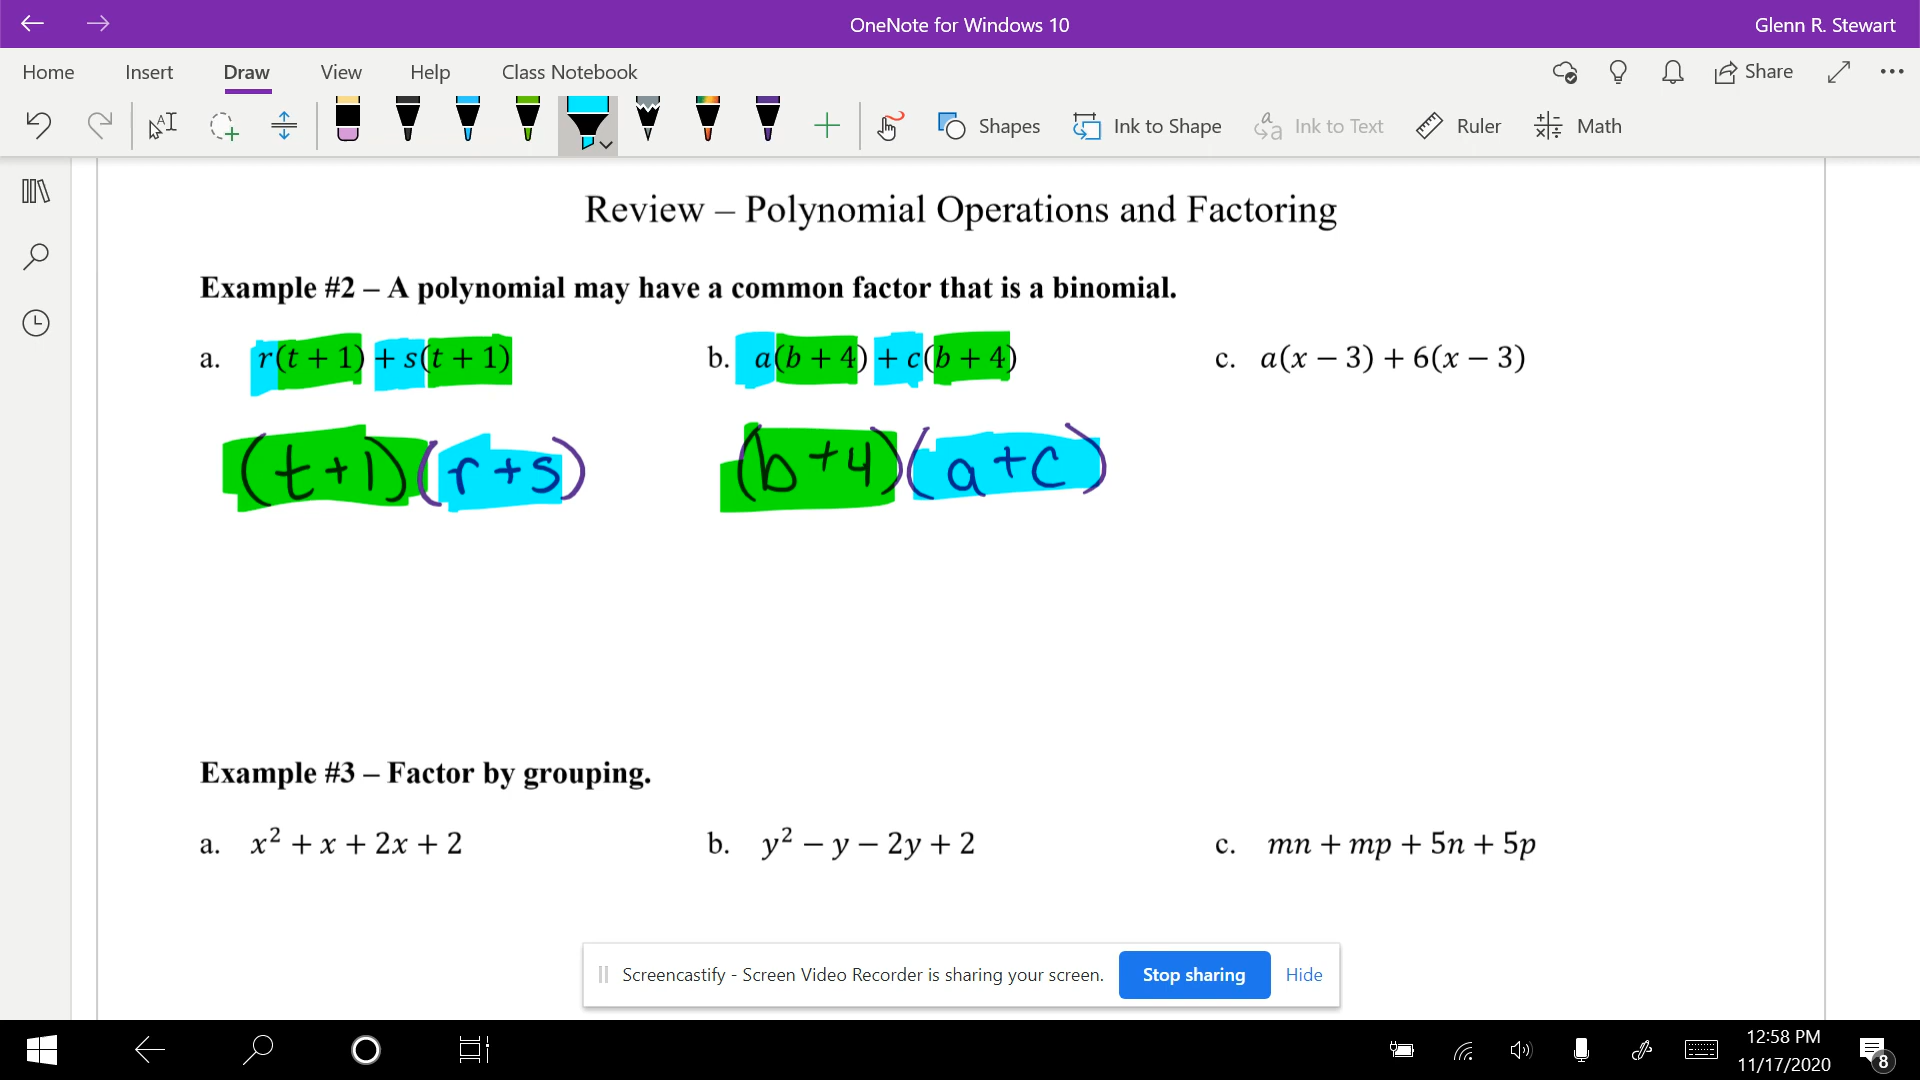 OneNote for Windows 10
Glenn R. Stewart
Home Insert Draw View Help Class Notebook Share
Shapes Ink to Shape Ink to Text Ruler Math
Review – Polynomial Operations and Factoring
Example #2 – A polynomial may have a common factor that is a binomial.
a. r(t + 1) + s(t + 1) b. a(b + 4) + c(b + 4) c. a(x − 3) + 6(x − 3)
(t+1)(r+s) (b+4)(a+c)
Example #3 – Factor by grouping.
a. x² + x + 2x + 2 b. y² − y − 2y + 2 c. mn + mp + 5n + 5p
Screencastify - Screen Video Recorder is sharing your screen. Stop sharing Hide
12:58 PM
11/17/2020
8